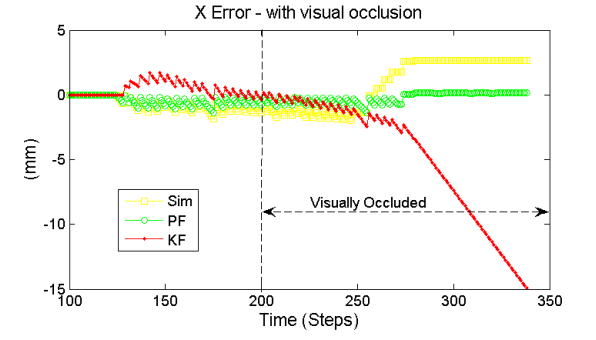 X Error - with visual occlusion
5
0
-5
-10
-15
(mm)
Sim
PF
KF
Visually Occluded
100
150
200
250
300
350
Time (Steps)